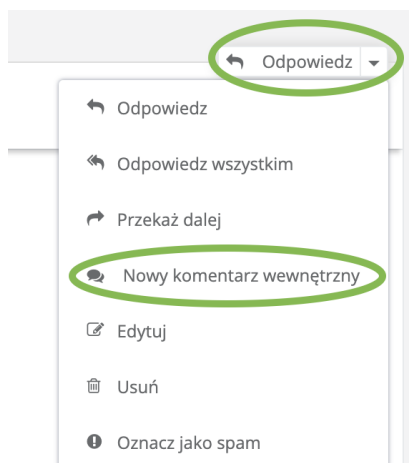 Odpowiedz
Odpowiedz
Odpowiedz wszystkim
Przekaż dalej
Nowy komentarz wewnętrzny
Edytuj
Usuń
Oznacz jako spam